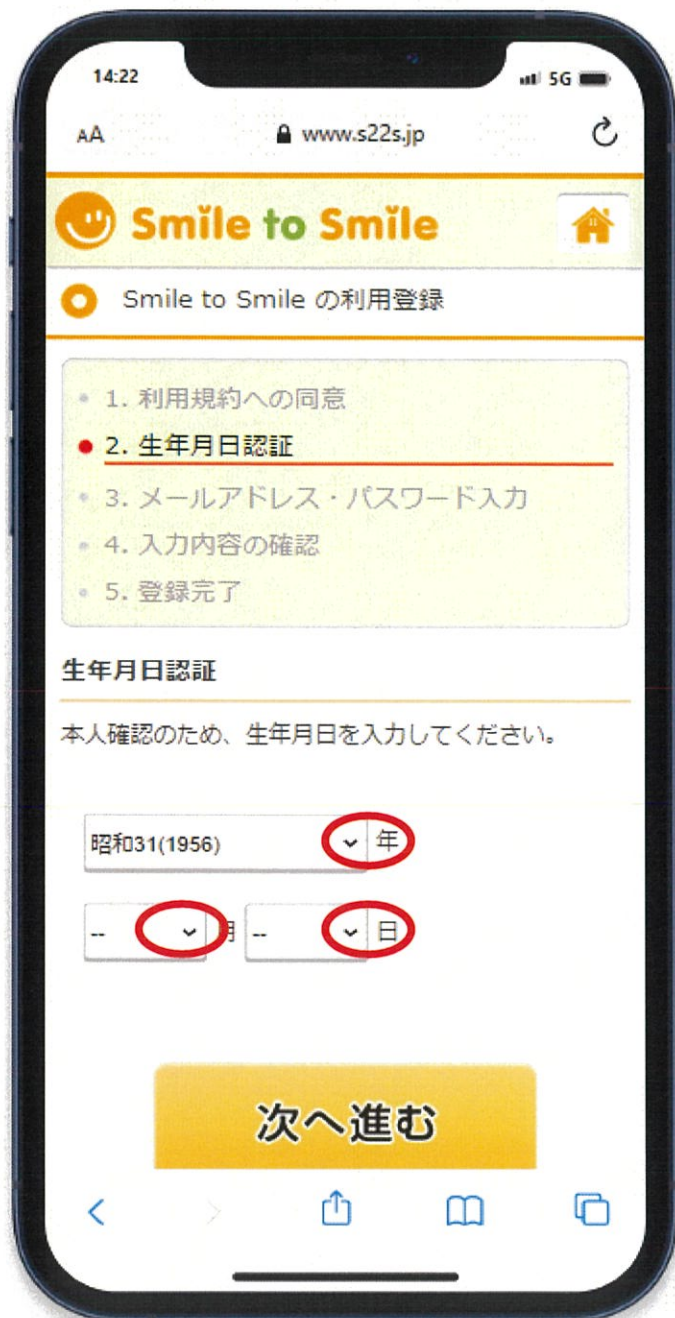 14:22
5G
AA
www.s22s.jp
Smile to Smile
Smile to Smile の利用登録
1. 利用規約への同意
2. 生年月日認証
3. メールアドレス・パスワード入力
4. 入力内容の確認
5. 登録完了
生年月日認証
本人確認のため、生年月日を入力してください。
昭和31(1956) 年
-- 月 -- 日
次へ進む